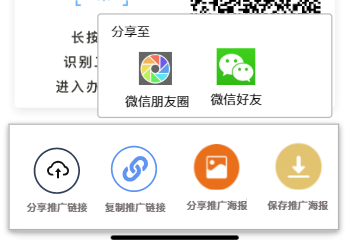 分享至
长按
识别
进入办
微信朋友圈
微信好友
分享推广链接
复制推广链接
分享推广海报
保存推广海报